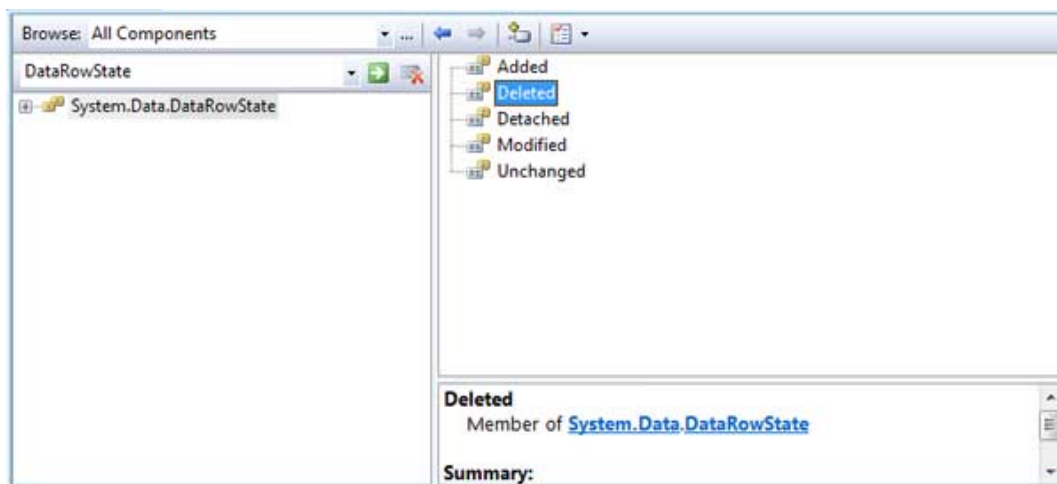 Browse: All Components ...
DataRowState
System.Data.DataRowState
Added
Deleted
Detached
Modified
Unchanged
Deleted
Member of System.Data.DataRowState
Summary: